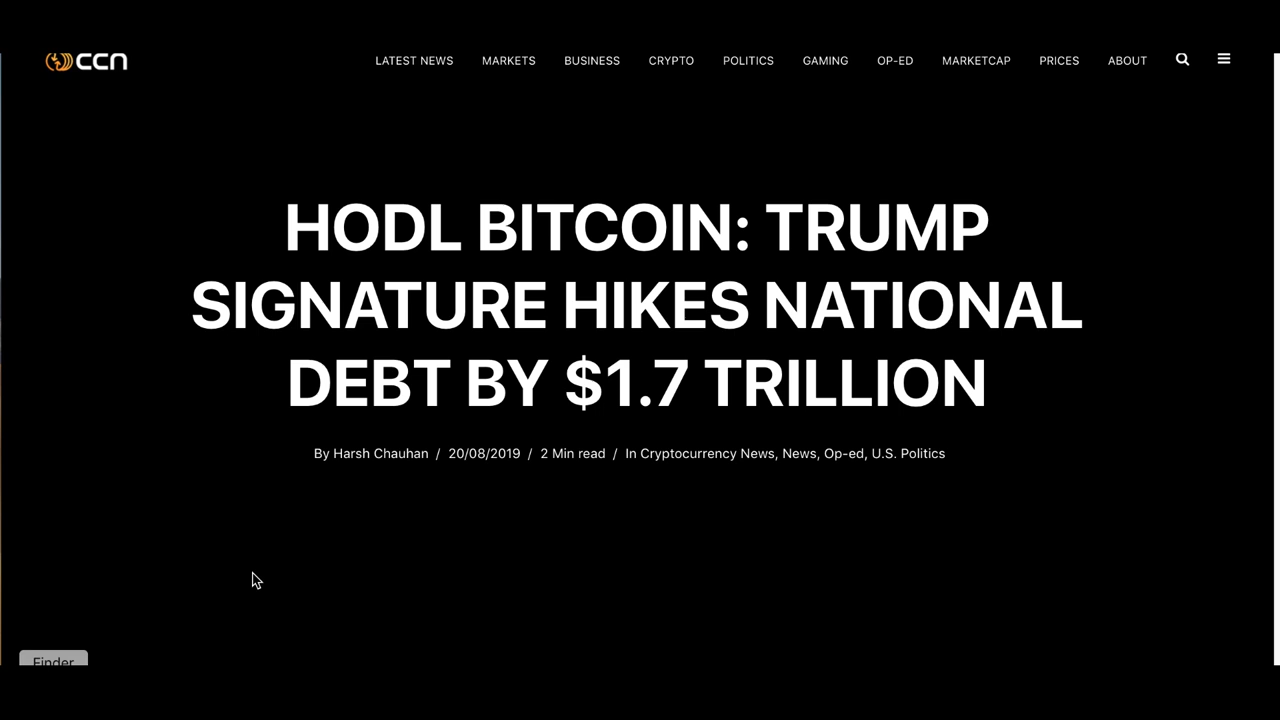 ccn LATEST NEWS MARKETS BUSINESS CRYPTO POLITICS GAMING OP-ED MARKETCAP PRICES ABOUT
HODL BITCOIN: TRUMP
SIGNATURE HIKES NATIONAL
DEBT BY $1.7 TRILLION
By Harsh Chauhan / 20/08/2019 / 2 Min read / In Cryptocurrency News, News, Op-ed, U.S. Politics
Finder